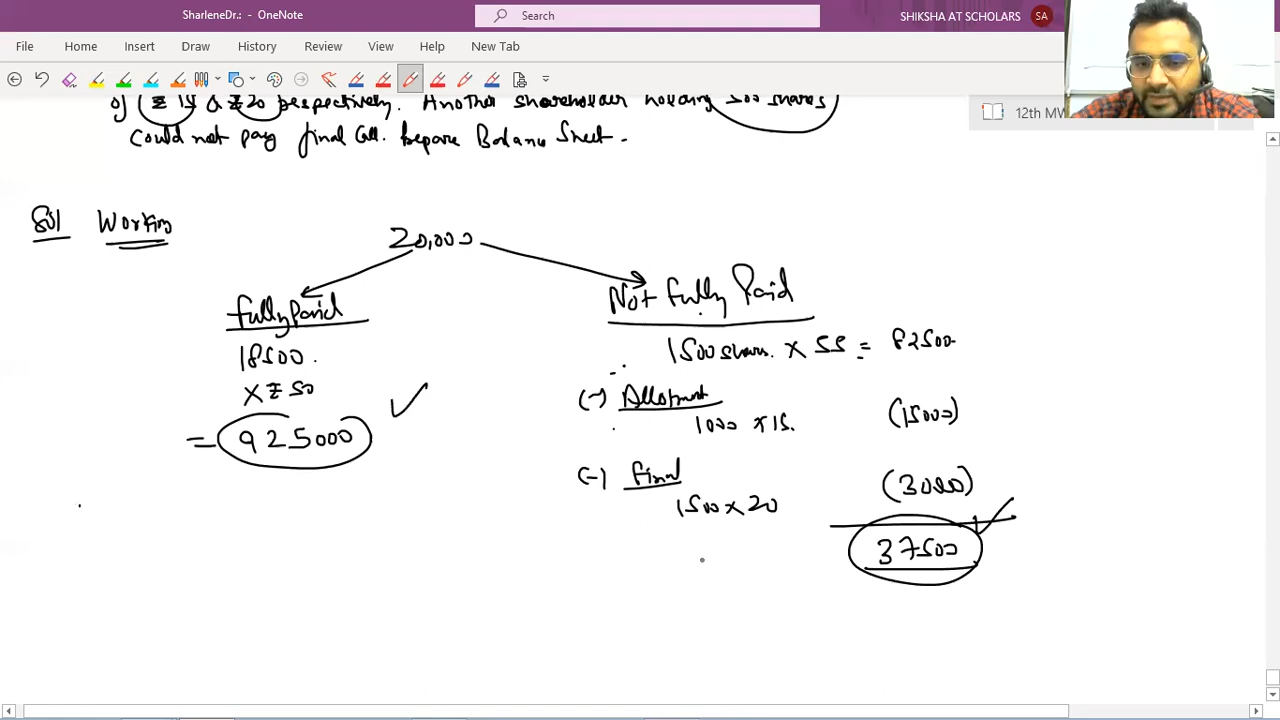 SharleneDr.: - OneNote
Search
SHIKSHA AT SCHOLARS SA
File Home Insert Draw History Review View Help New Tab
12th MW
of (₹ 15 & ₹20 respectively. Another shareholder holding 500 shares
could not pay final Call. Prepare Balance Sheet.
Sol Working
20,000
fully Paid
Not fully Paid
18500
1500 shares. x 55 = 82500
x ₹ 50
(-) Allotment
1000 x 15. (15000)
= 925000
(-) final
1500 x 20 (30000)
37500